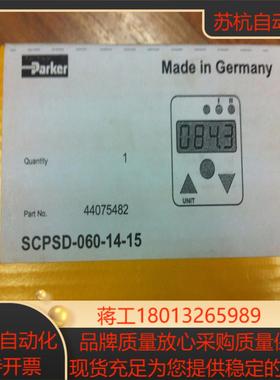 苏杭自动
Parker
Made in Germany
Quantity
1
084.3
UNIT
Part No.
44075482
SCPSD-060-14-15
蒋工18013265989
自动化
品牌质量放心采购质量保
开票
现货充足为您提供稳定